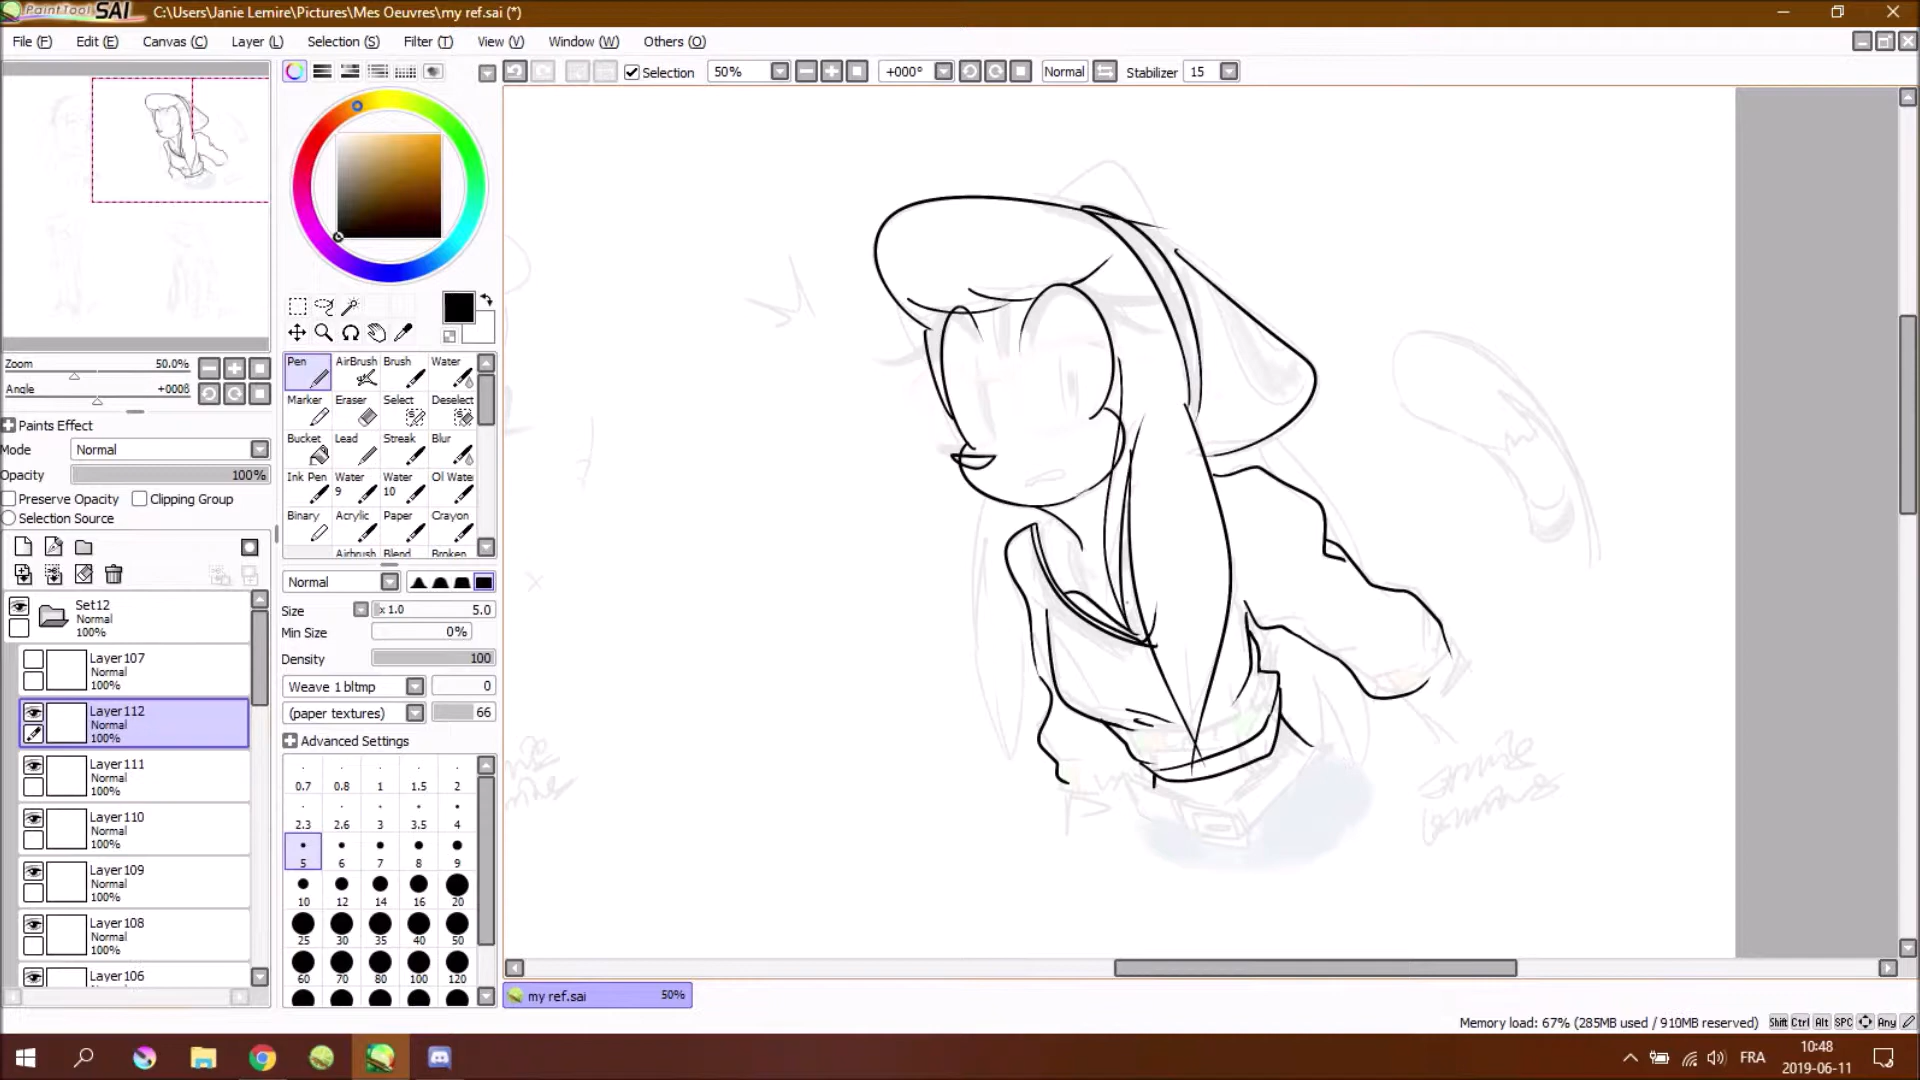 PaintTool SAI C:\Users\Janie Lemire\Pictures\Mes Oeuvres\my ref.sai (*)
File (F) Edit (E) Canvas (C) Layer (L) Selection (S) Filter (T) View (V) Window (W) Others (O)
Selection 50% +000° Normal Stabilizer 15
Zoom 50.0%
Angle +000
Paints Effect
Mode Normal
Opacity 100%
Preserve Opacity Clipping Group
Selection Source
Set12
Normal
100%
Layer107
Normal
100%
Layer112
Normal
100%
Layer111
Normal
100%
Layer110
Normal
100%
Layer109
Normal
100%
Layer108
Normal
100%
Layer106
Pen AirBrush Brush Water
Marker Eraser Select Deselect
Bucket Lead Streak Blur
Ink Pen Water 9 Water 10 Ol Wate
Binary Acrylic Paper Crayon
Airbrush Blend Broken
Normal
Size x 1.0 5.0
Min Size 0%
Density 100
Weave 1 bltmp 0
(paper textures) 66
Advanced Settings
0.7 0.8 1 1.5 2
2.3 2.6 3 3.5 4
5 6 7 8 9
10 12 14 16 20
25 30 35 40 50
60 70 80 100 120
my ref.sai 50%
Memory load: 67% (285MB used / 910MB reserved) Shift Ctrl Alt SPC Any
FRA
10:48
2019-06-11